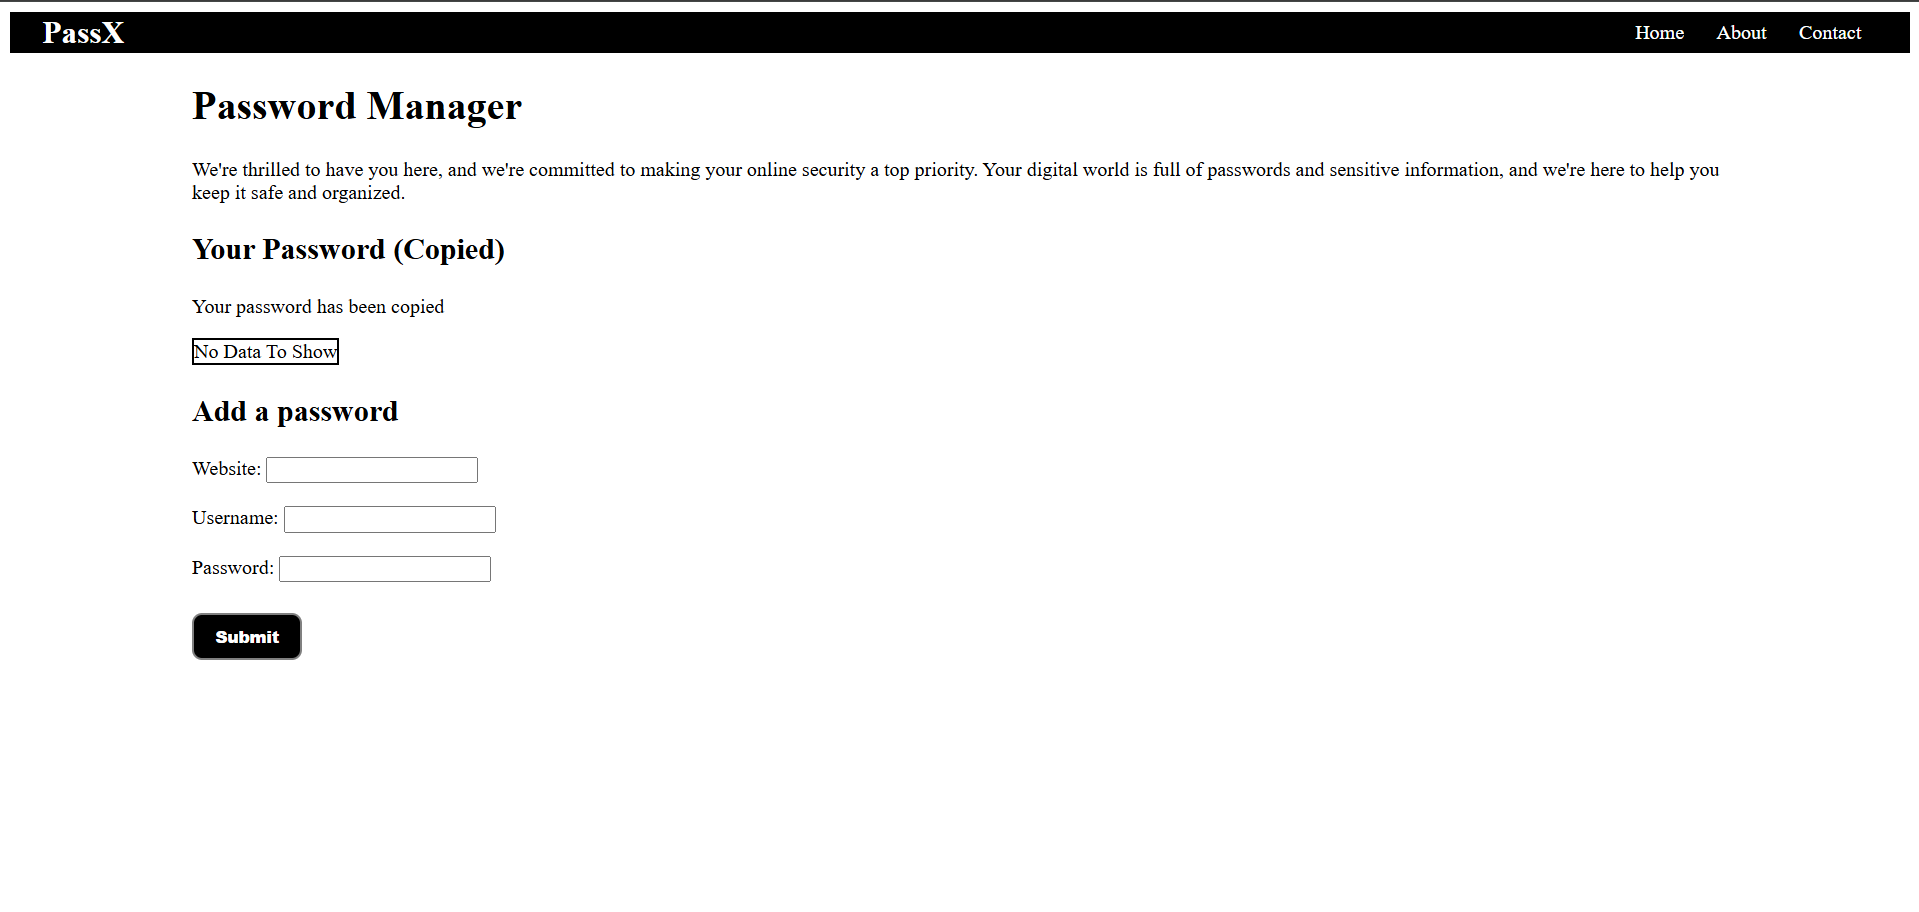 PassX
Home About Contact
Password Manager
We're thrilled to have you here, and we're committed to making your online security a top priority. Your digital world is full of passwords and sensitive information, and we're here to help you
keep it safe and organized.
Your Password (Copied)
Your password has been copied
No Data To Show
Add a password
Website:
Username:
Password:
Submit